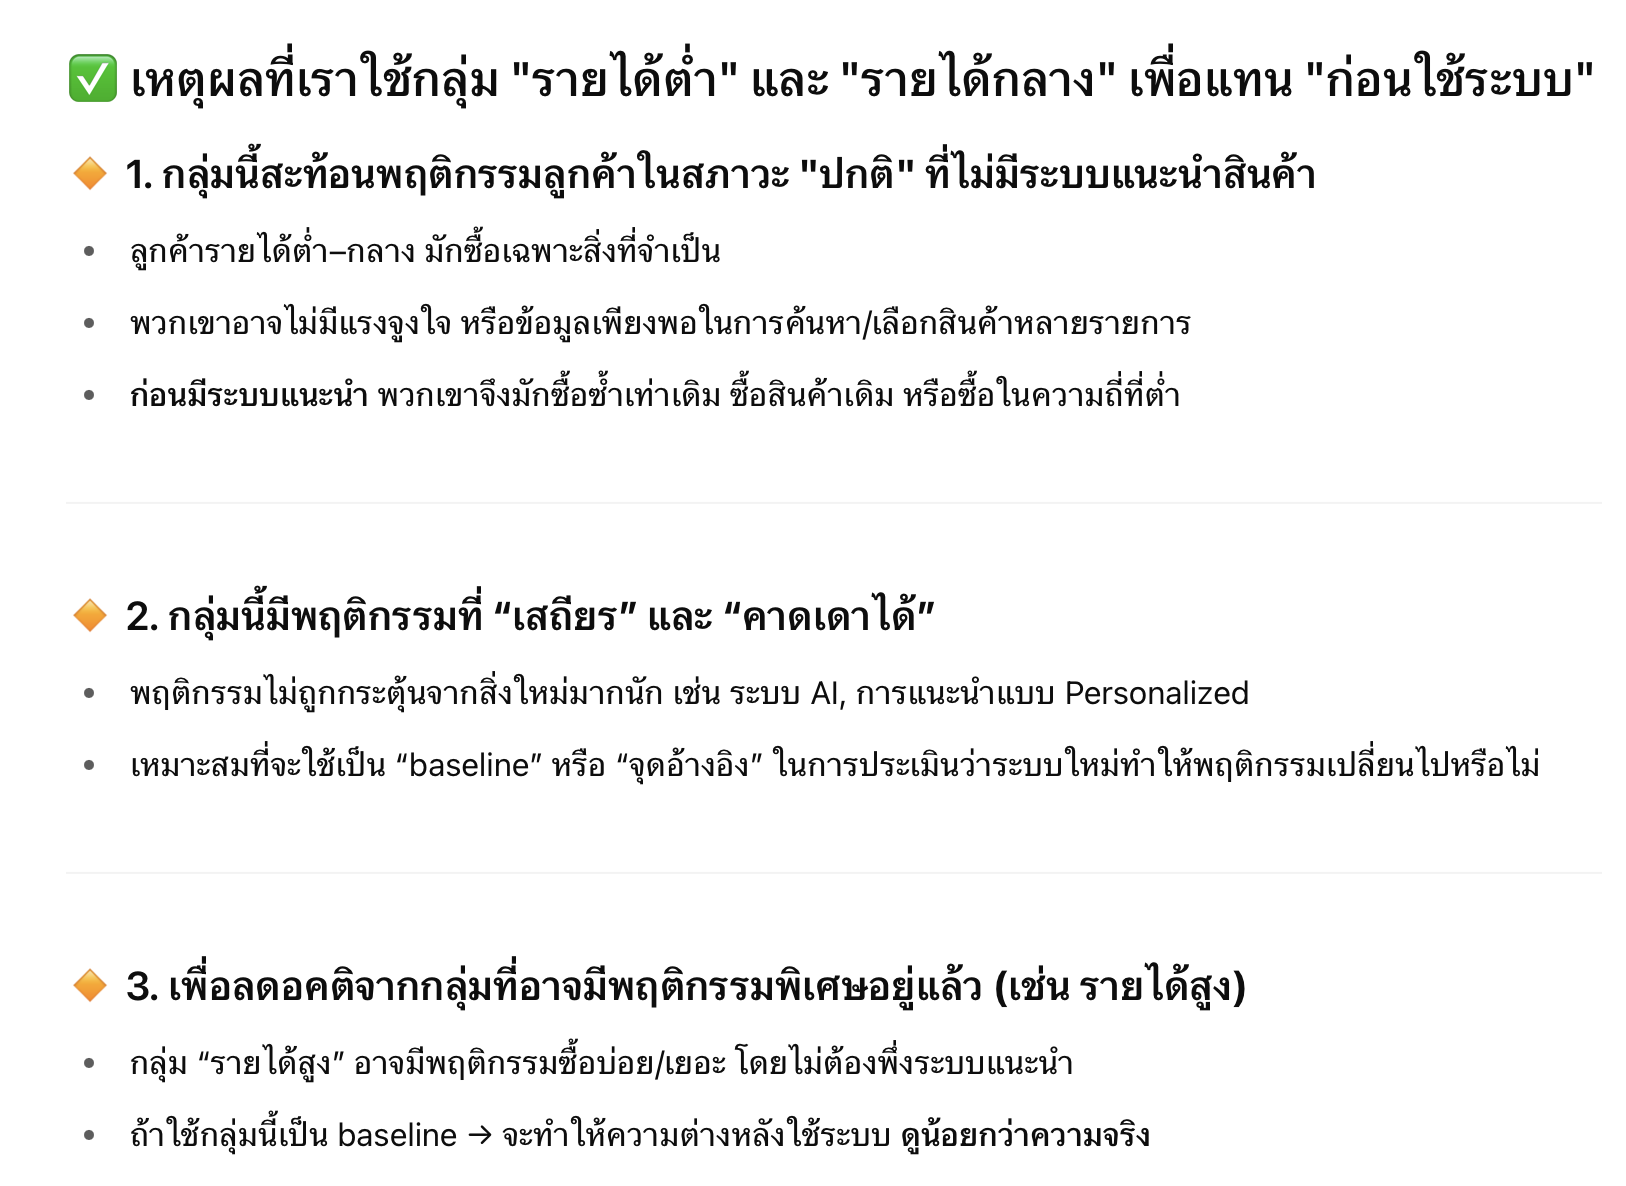 ✅ เหตุผลที่เราใช้กลุ่ม "รายได้ต่ำ" และ "รายได้กลาง" เพื่อแทน "ก่อนใช้ระบบ"
🔸 1. กลุ่มนี้สะท้อนพฤติกรรมลูกค้าในสภาวะ "ปกติ" ที่ไม่มีระบบแนะนำสินค้า
• ลูกค้ารายได้ต่ำ–กลาง มักซื้อเฉพาะสิ่งที่จำเป็น
• พวกเขาอาจไม่มีแรงจูงใจ หรือข้อมูลเพียงพอในการค้นหา/เลือกสินค้าหลายรายการ
• ก่อนมีระบบแนะนำ พวกเขาจึงมักซื้อซ้ำเท่าเดิม ซื้อสินค้าเดิม หรือซื้อในความถี่ที่ต่ำ
🔸 2. กลุ่มนี้มีพฤติกรรมที่ “เสถียร” และ “คาดเดาได้”
• พฤติกรรมไม่ถูกกระตุ้นจากสิ่งใหม่มากนัก เช่น ระบบ AI, การแนะนำแบบ Personalized
• เหมาะสมที่จะใช้เป็น “baseline” หรือ “จุดอ้างอิง” ในการประเมินว่าระบบใหม่ทำให้พฤติกรรมเปลี่ยนไปหรือไม่
🔸 3. เพื่อลดอคติจากกลุ่มที่อาจมีพฤติกรรมพิเศษอยู่แล้ว (เช่น รายได้สูง)
• กลุ่ม “รายได้สูง” อาจมีพฤติกรรมซื้อบ่อย/เยอะ โดยไม่ต้องพึ่งระบบแนะนำ
• ถ้าใช้กลุ่มนี้เป็น baseline → จะทำให้ความต่างหลังใช้ระบบ ดูน้อยกว่าความจริง